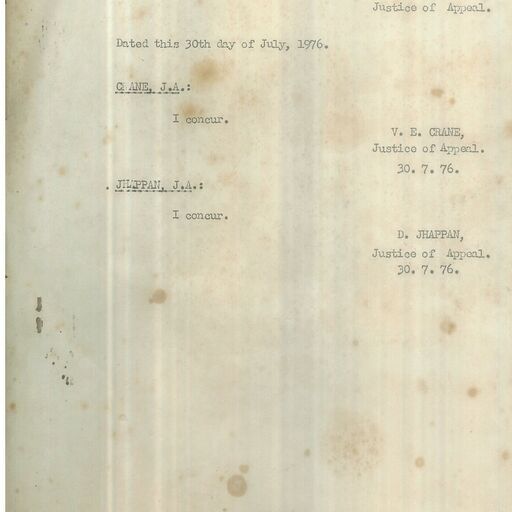 Justice of Appeal.
Dated this 30th day of July, 1976.
CRANE, J.A.:
I concur.
V. E. CRANE,
Justice of Appeal.
30. 7. 76.
JHAPPAN, J.A.:
I concur.
D. JHAPPAN,
Justice of Appeal.
30. 7. 76.